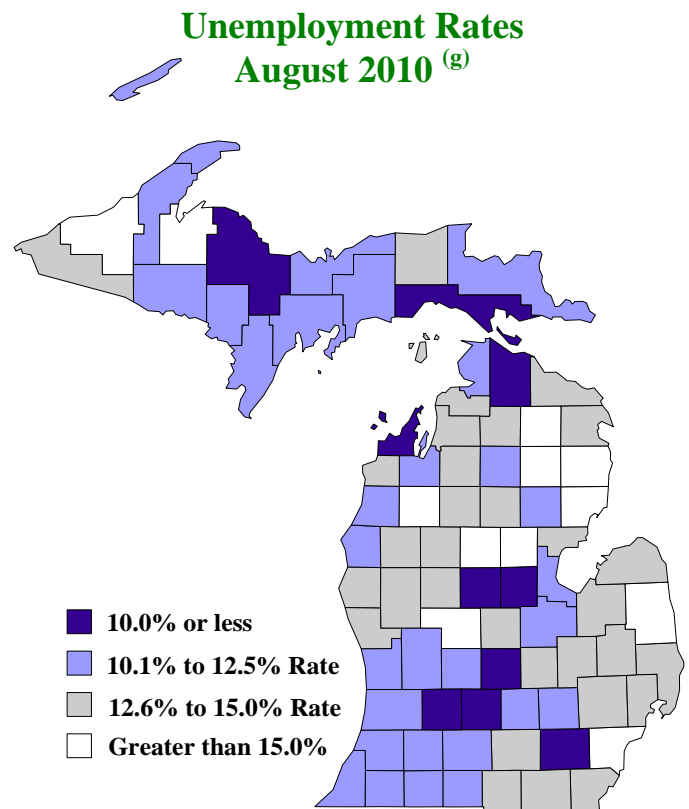 Unemployment Rates
August 2010 (g)
10.0% or less
10.1% to 12.5% Rate
12.6% to 15.0% Rate
Greater than 15.0%